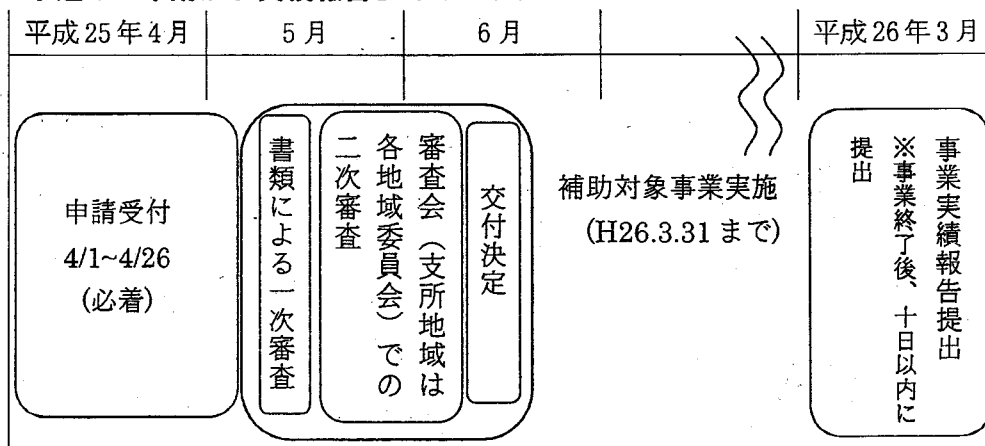 平成25年4月
5月
6月
平成26年3月
申請受付
4/1~4/26
(必着)
書類による一次審査
審査会（支所地域は
各地域委員会）での
二次審査
交付決定
補助対象事業実施
(H26.3.31まで)
事業実績報告提出
※事業終了後、十日以内に
提出